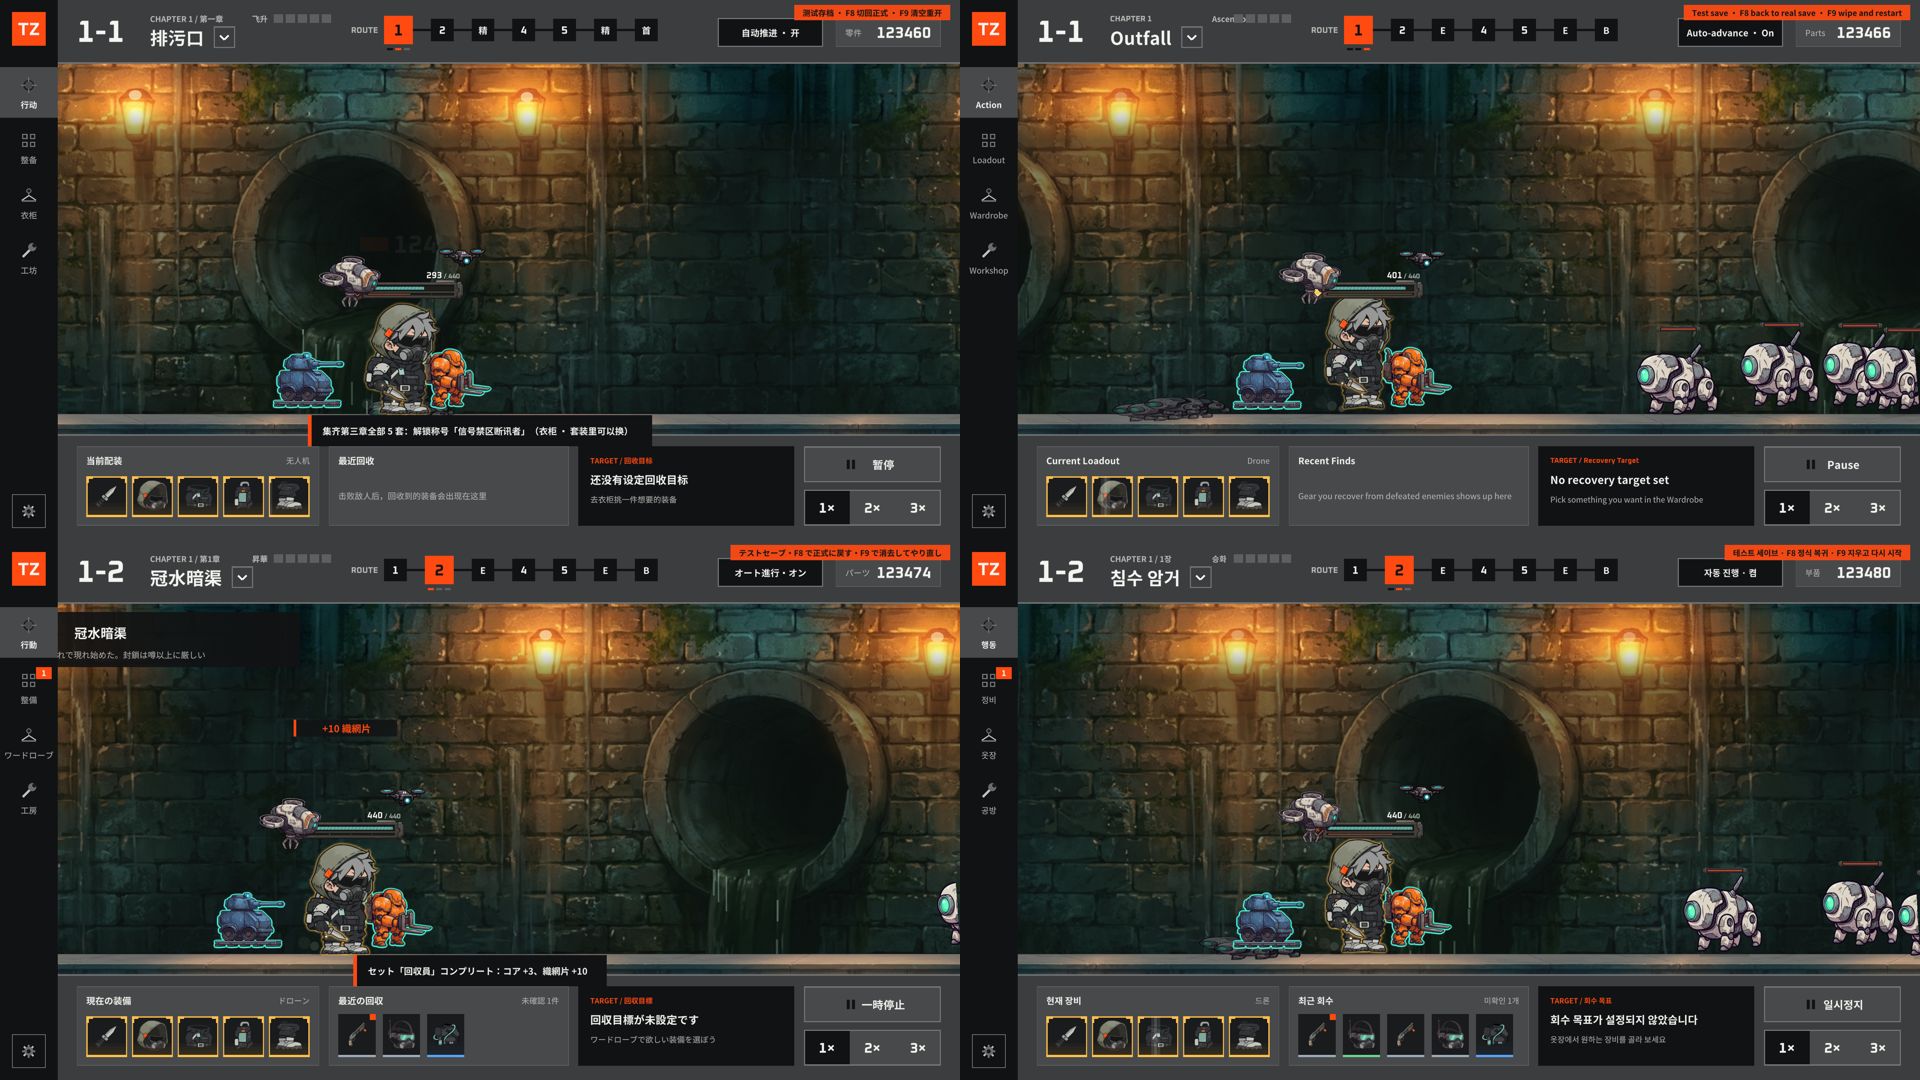 TZ
1-1
CHAPTER 1 / 第一章
排污口
飞升
ROUTE
1
2
精
4
5
精
首
测试存档 · F8 切回正式 · F9 清空重开
自动推进 · 开
零件
123460
行动
整备
衣柜
工坊
293 / 440
集齐第三章全部 5 套：解锁称号「信号禁区断讯者」（衣柜 · 套装里可以换）
当前配装
无人机
最近回收
击败敌人后，回收到的装备会出现在这里
TARGET / 回收目标
还没有设定回收目标
去衣柜挑一件想要的装备
暂停
1×
2×
3×
TZ
1-1
CHAPTER 1
Outfall
ROUTE
1
2
E
4
5
E
B
Test save · F8 back to real save · F9 wipe and restart
Auto-advance · On
Parts
123466
Action
Loadout
Wardrobe
Workshop
401 / 440
Current Loadout
Drone
Recent Finds
Gear you recover from defeated enemies shows up here
TARGET / Recovery Target
No recovery target set
Pick something you want in the Wardrobe
Pause
1×
2×
3×
TZ
1-2
CHAPTER 1 / 第1章
冠水暗渠
昇華
ROUTE
1
2
E
4
5
E
B
テストセーブ・F8 で正式に戻す・F9 で消去してやり直し
オート進行・オン
パーツ
123474
冠水暗渠
れで現れ始めた。封鎖は噂以上に厳しい
行動
1
整備
ワードローブ
工房
+10 織網片
440 / 440
セット「回収員」コンプリート：コア +3、織網片 +10
現在の装備
ドローン
最近の回収
未確認 1件
TARGET / 回収目標
回収目標が未設定です
ワードローブで欲しい装備を選ぼう
一時停止
1×
2×
3×
TZ
1-2
CHAPTER 1 / 1장
침수 암거
승화
ROUTE
1
2
E
4
5
E
B
테스트 세이브 · F8 정식 복귀 · F9 지우고 다시 시작
자동 진행 · 켬
부품
123480
행동
1
정비
옷장
공방
440 / 440
현재 장비
드론
최근 회수
미확인 1개
TARGET / 회수 목표
회수 목표가 설정되지 않았습니다
옷장에서 원하는 장비를 골라 보세요
일시정지
1×
2×
3×